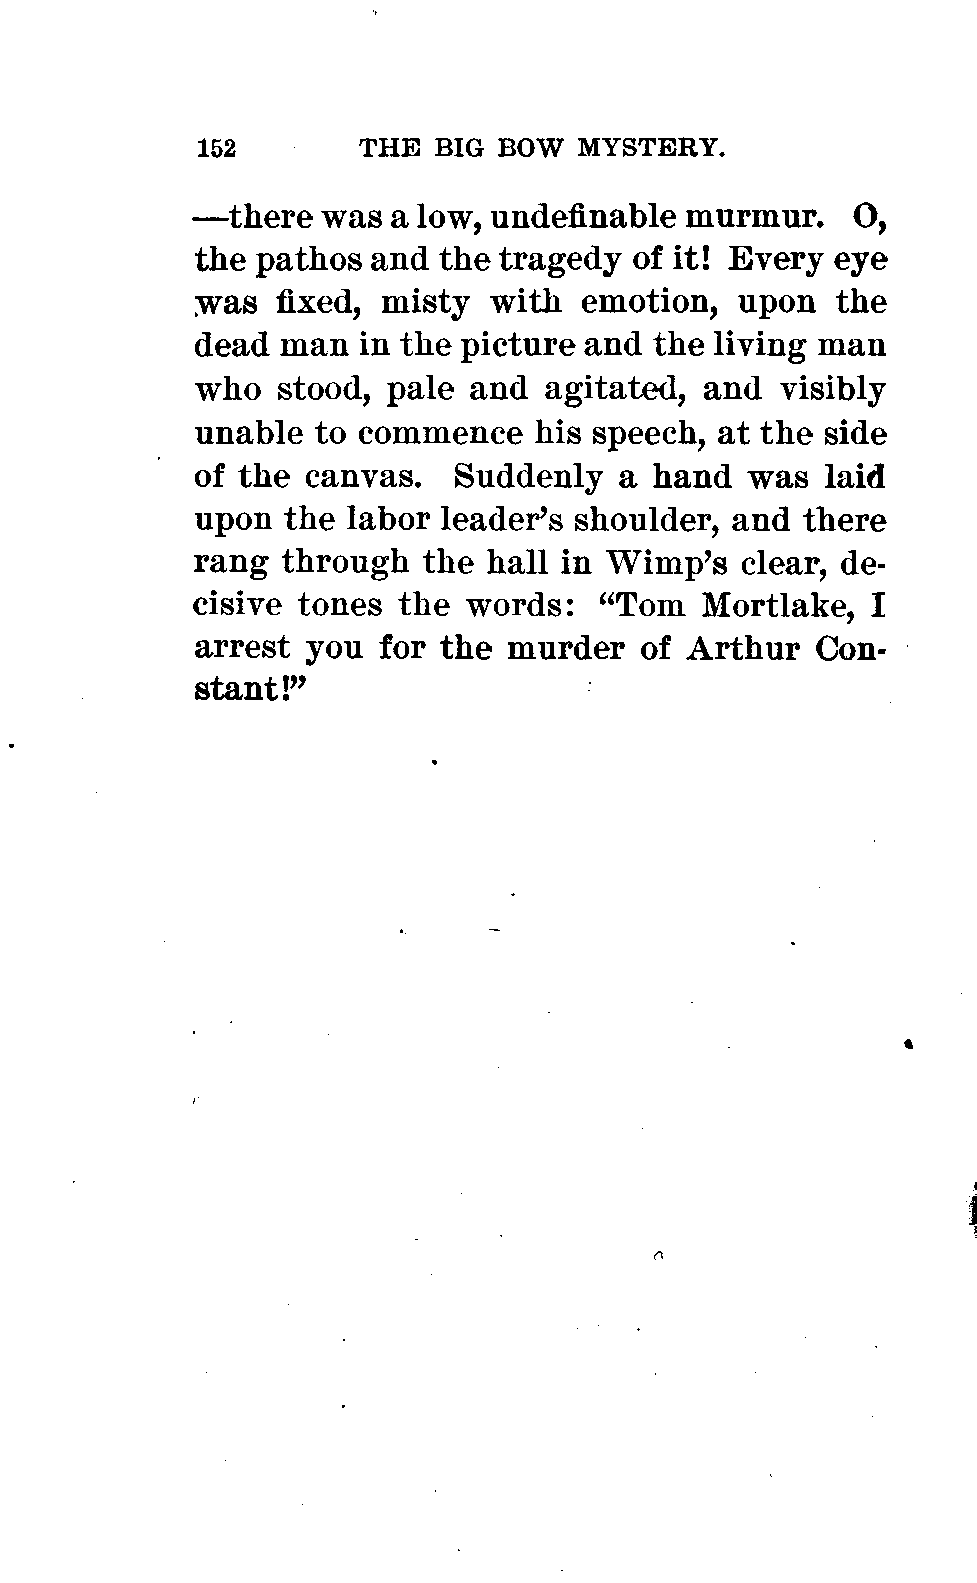 152 THE BIG BOW MYSTERY.
—there was a low, undefinable murmur. O,
the pathos and the tragedy of it! Every eye
was fixed, misty with emotion, upon the
dead man in the picture and the living man
who stood, pale and agitated, and visibly
unable to commence his speech, at the side
of the canvas. Suddenly a hand was laid
upon the labor leader's shoulder, and there
rang through the hall in Wimp's clear, de-
cisive tones the words: “Tom Mortlake, I
arrest you for the murder of Arthur Con-
stant!”